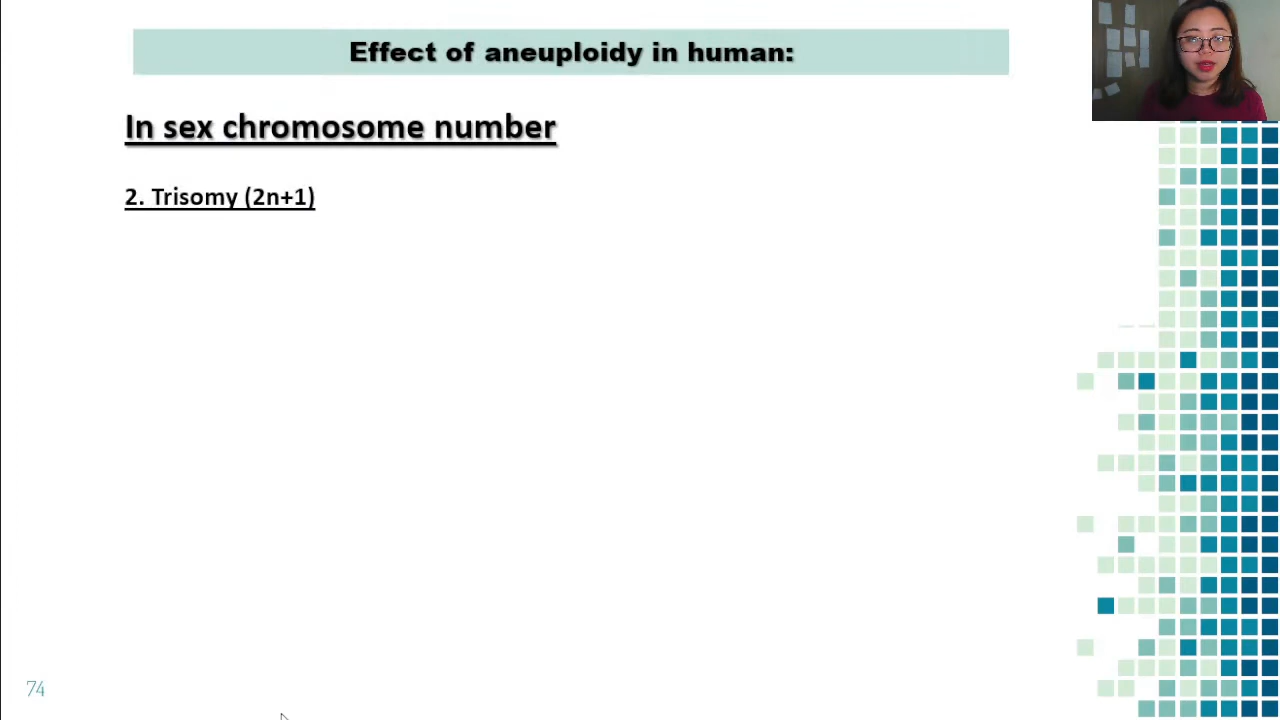 Effect of aneuploidy in human:
In sex chromosome number
2. Trisomy (2n+1)
74